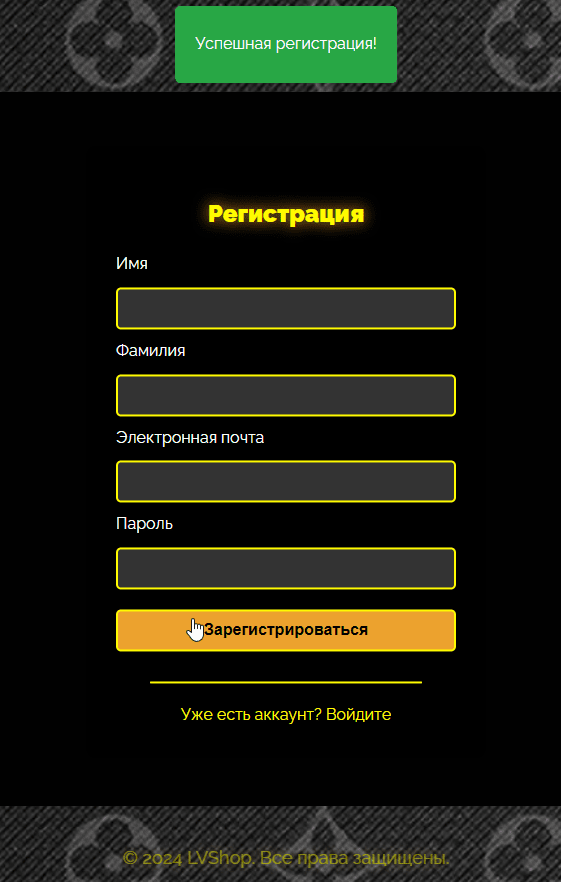 Успешная регистрация!
Регистрация
Имя
Фамилия
Электронная почта
Пароль
Зарегистрироваться
Уже есть аккаунт? Войдите
© 2024 LVShop. Все права защищены.